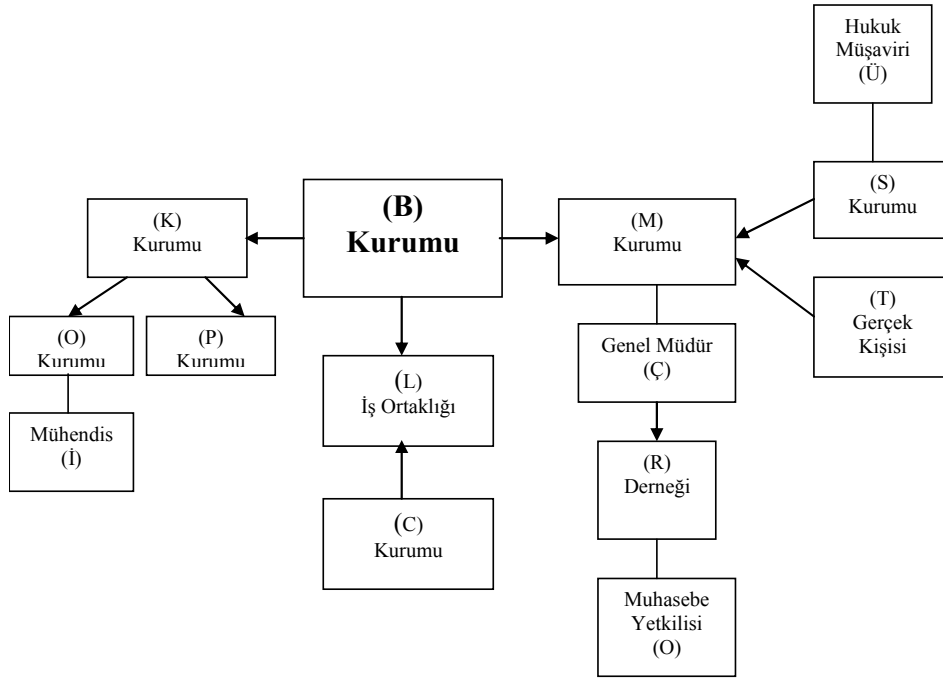 Hukuk
Müşaviri
(Ü)
(S)
Kurumu
(B)
Kurumu
(K)
Kurumu
(M)
Kurumu
(T)
Gerçek
Kişisi
(O)
Kurumu
(P)
Kurumu
Genel Müdür
(Ç)
(L)
İş Ortaklığı
Mühendis
(İ)
(R)
Derneği
(C)
Kurumu
Muhasebe
Yetkilisi
(O)